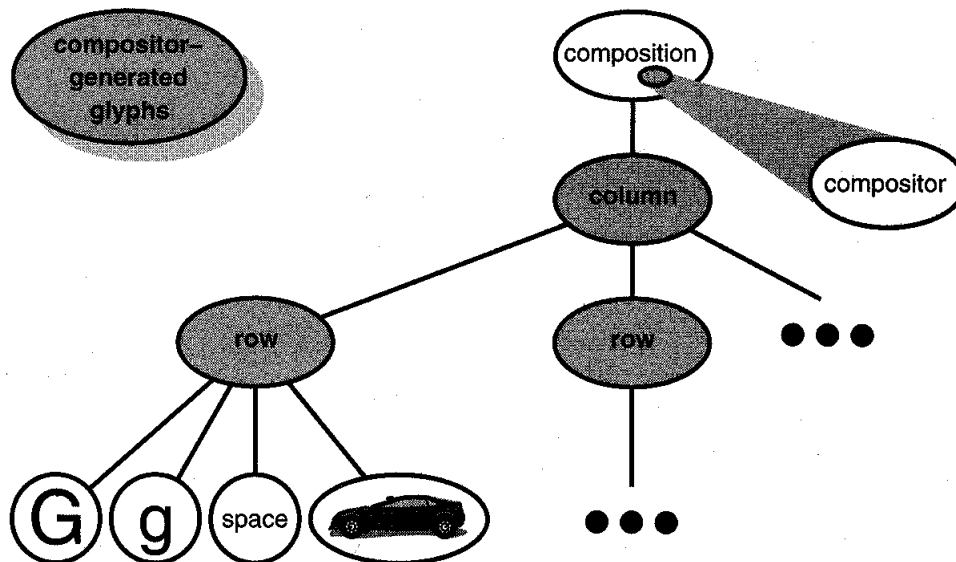 compositor–
generated
glyphs
composition
compositor
column
row
row
G
g
space